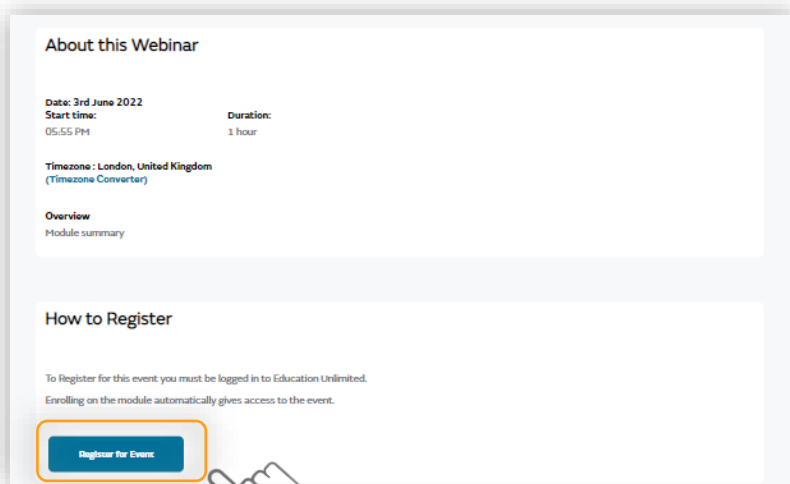 About this Webinar
Date: 3rd June 2022
Start time: Duration:
05:55 PM 1 hour
Timezone : London, United Kingdom
(Timezone Converter)
Overview
Module summary
How to Register
To Register for this event you must be logged in to Education Unlimited.
Enrolling on the module automatically gives access to the event.
Register for Event